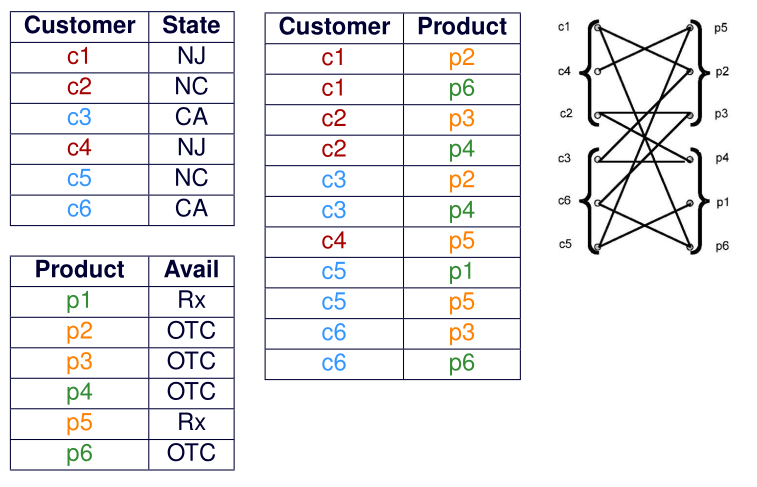 Customer State
c1 NJ
c2 NC
c3 CA
c4 NJ
c5 NC
c6 CA
Product Avail
p1 Rx
p2 OTC
p3 OTC
p4 OTC
p5 Rx
p6 OTC
Customer Product
c1 p2
c1 p6
c2 p3
c2 p4
c3 p2
c3 p4
c4 p5
c5 p1
c5 p5
c6 p3
c6 p6
c1 p5
c4 p2
c2 p3
c3 p4
c6 p1
c5 p6